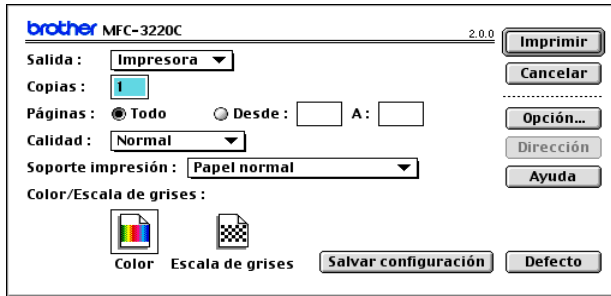 brother MFC-3220C 2.0.0
Imprimir
Salida : Impresora
Cancelar
Copias : 1
Páginas : Todo Desde : A :
Opción...
Calidad : Normal
Dirección
Soporte impresión : Papel normal
Ayuda
Color/Escala de grises :
Color Escala de grises
Salvar configuración Defecto